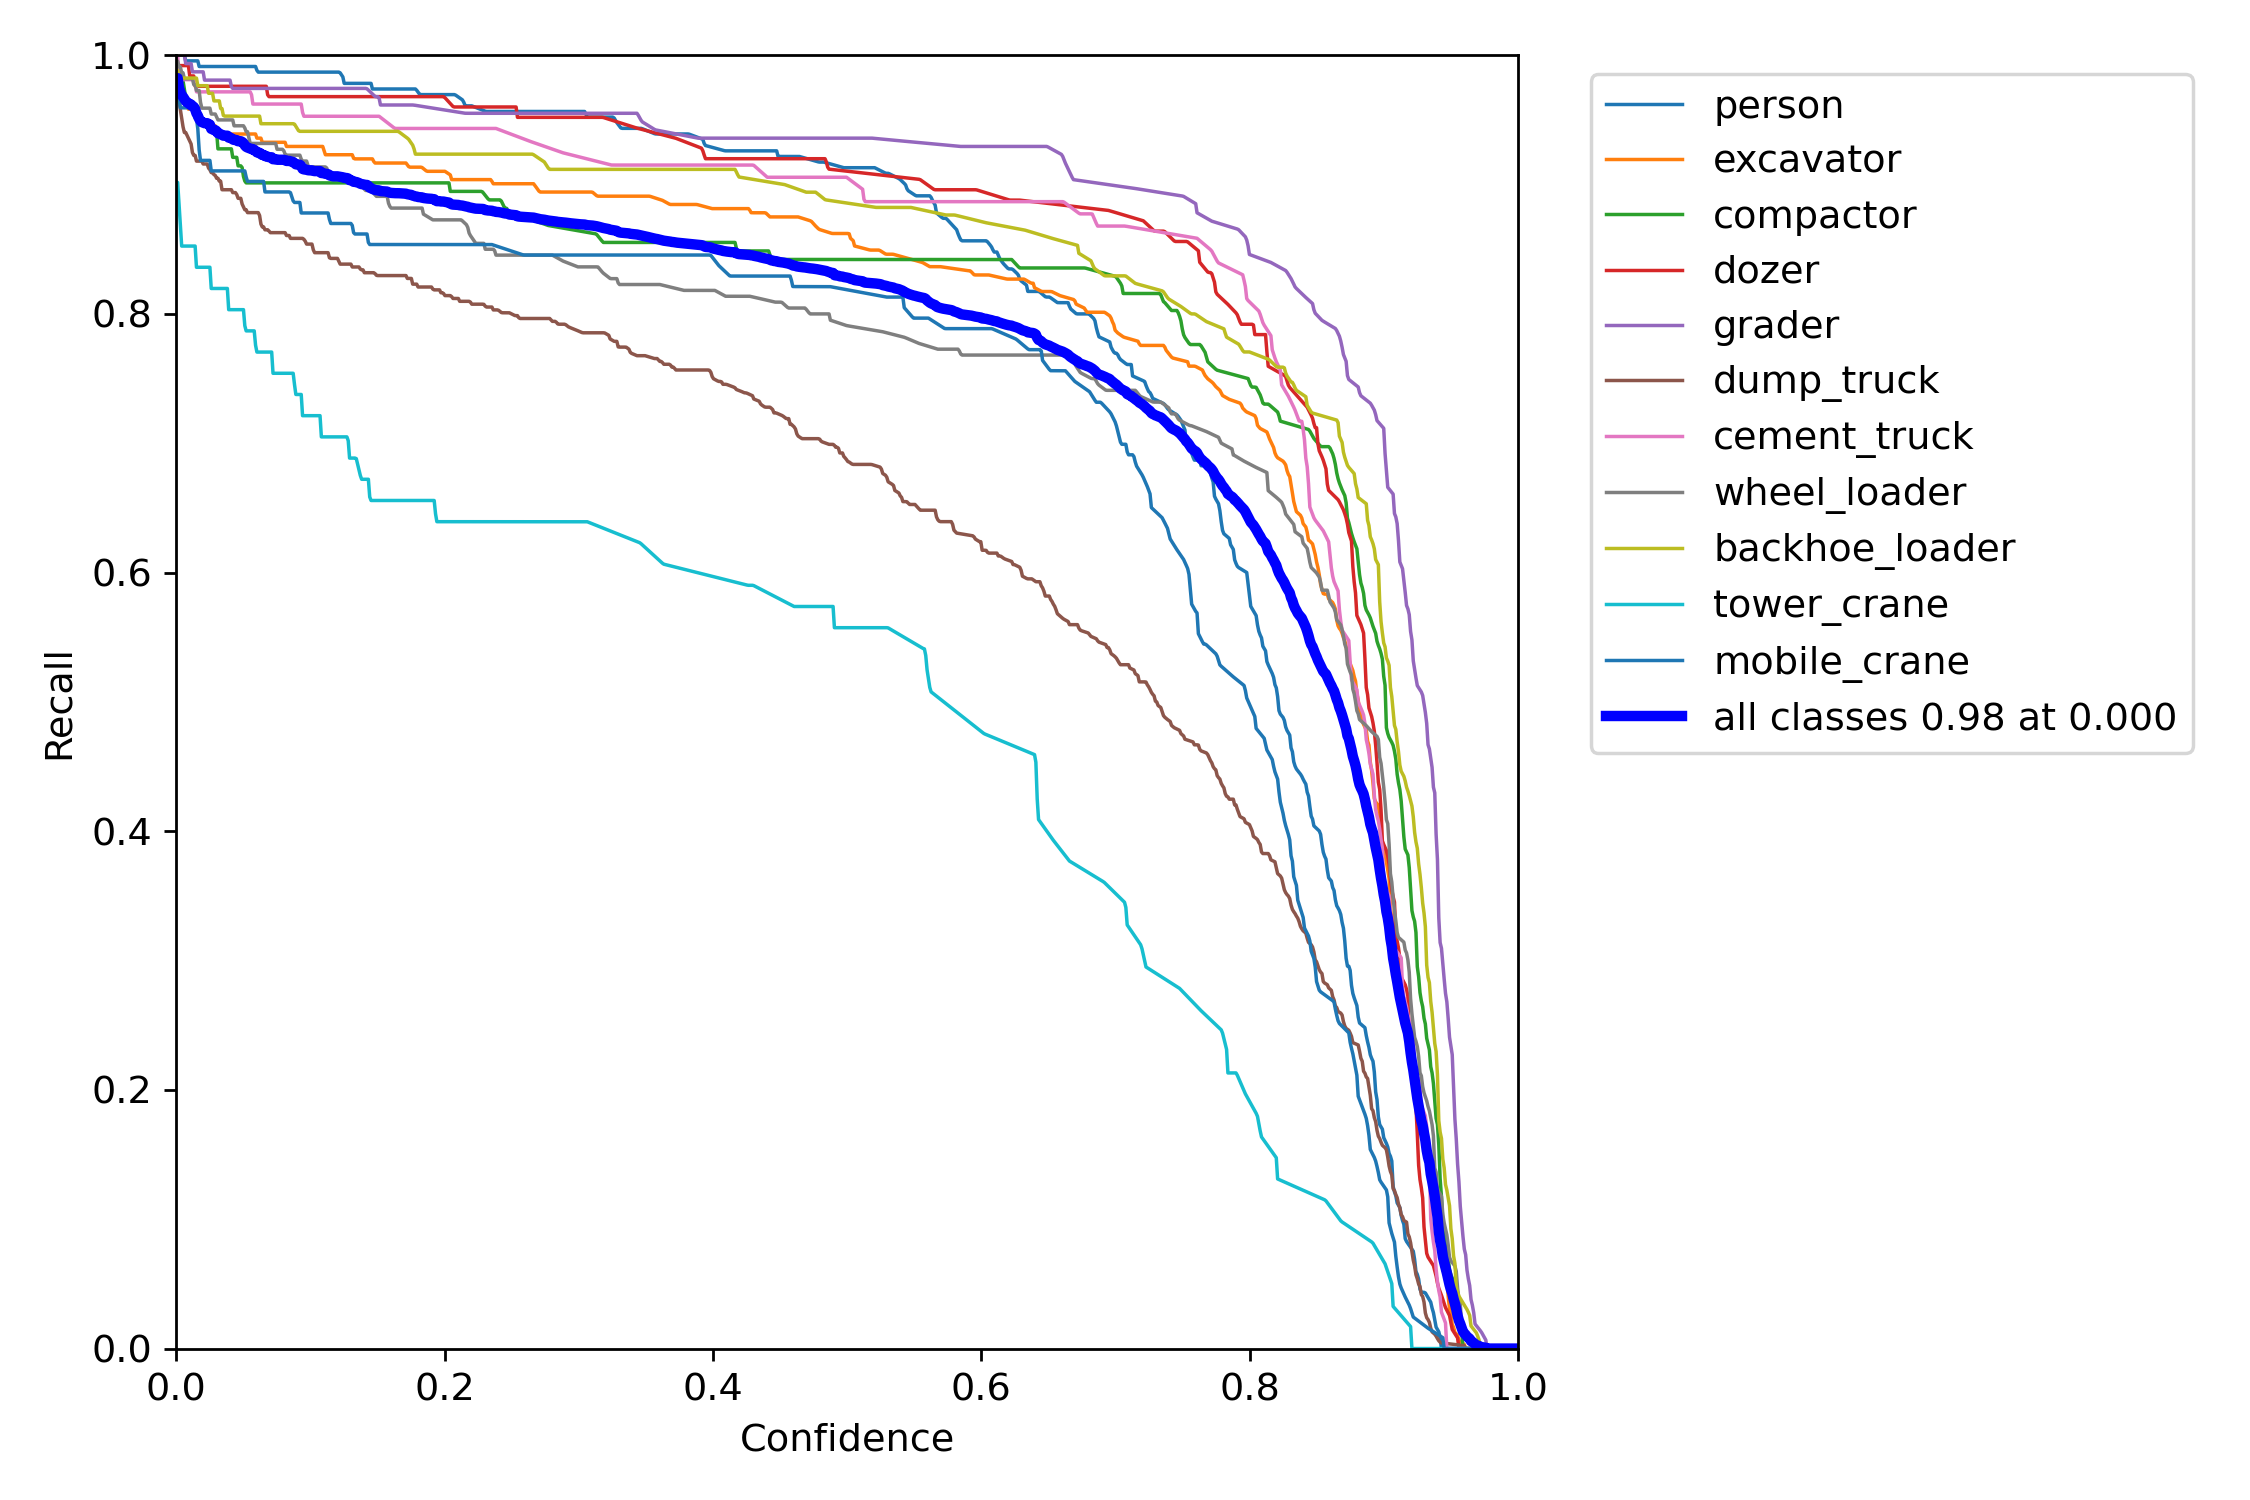 1.0
0.8
0.6
0.4
0.2
0.0
Recall
0.0 0.2 0.4 0.6 0.8 1.0
Confidence
person
excavator
compactor
dozer
grader
dump_truck
cement_truck
wheel_loader
backhoe_loader
tower_crane
mobile_crane
all classes 0.98 at 0.000